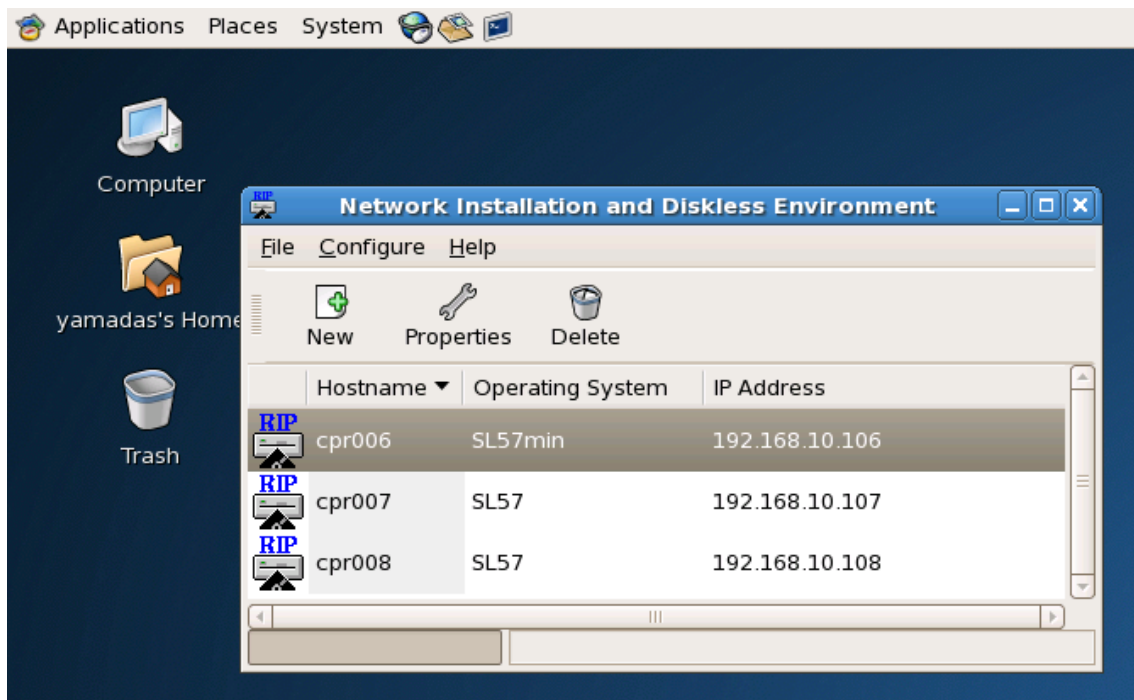 Applications Places System
Computer
yamadas's Home
Trash
RIP
Network Installation and Diskless Environment
File Configure Help
New Properties Delete
Hostname Operating System IP Address
RIP
cpr006 SL57min 192.168.10.106
RIP
cpr007 SL57 192.168.10.107
RIP
cpr008 SL57 192.168.10.108